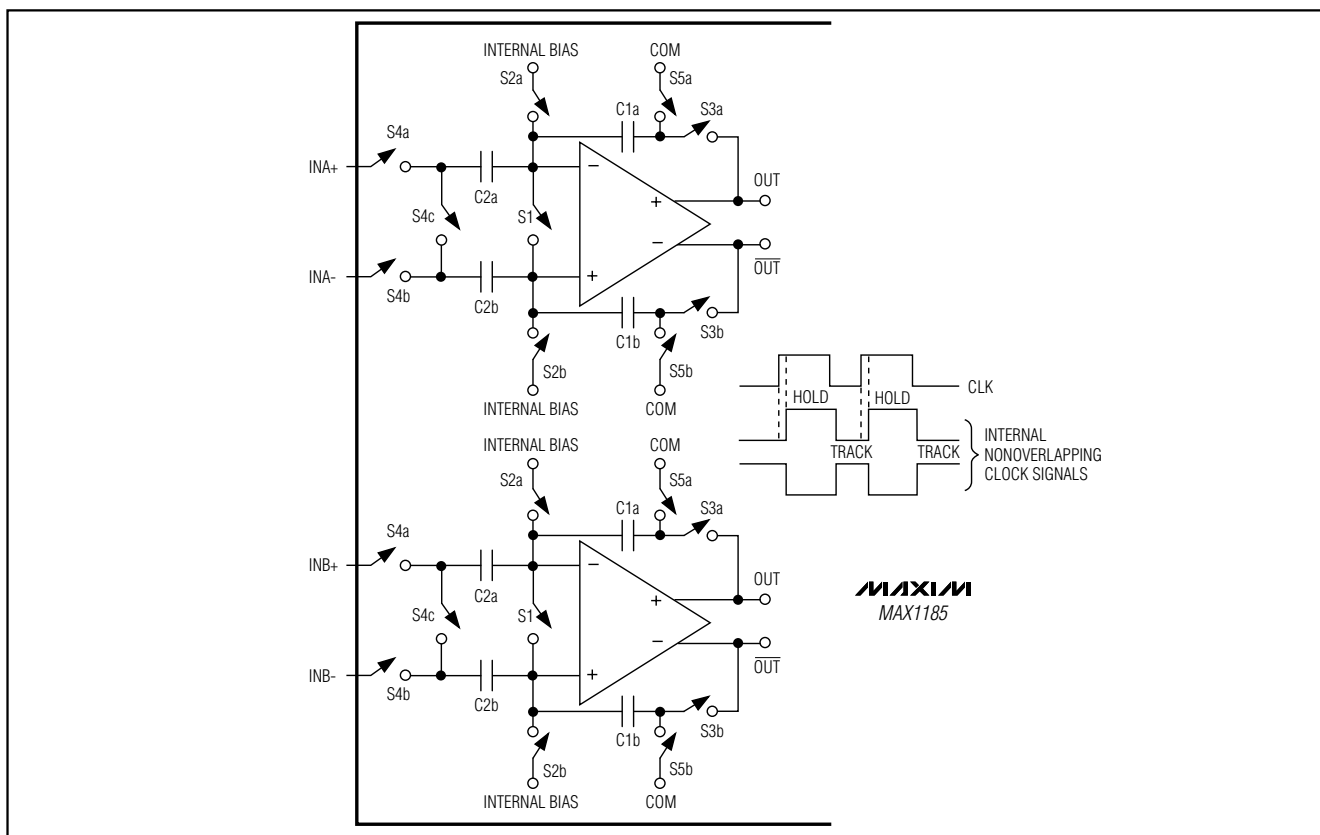 INTERNAL BIAS
COM
S2a
S5a
C1a
S3a
S4a
INA+
−
OUT
C2a
+
S4c
S1
−
OUT
INA-
+
S4b
C2b
C1b
S3b
S2b
S5b
INTERNAL BIAS
COM
CLK
HOLD
HOLD
TRACK
TRACK
INTERNAL
NONOVERLAPPING
CLOCK SIGNALS
INTERNAL BIAS
COM
S2a
S5a
C1a
S3a
S4a
INB+
−
OUT
C2a
+
S4c
S1
−
OUT
INB-
+
S4b
C2b
C1b
S3b
S2b
S5b
INTERNAL BIAS
COM
MAXIM
MAX1185